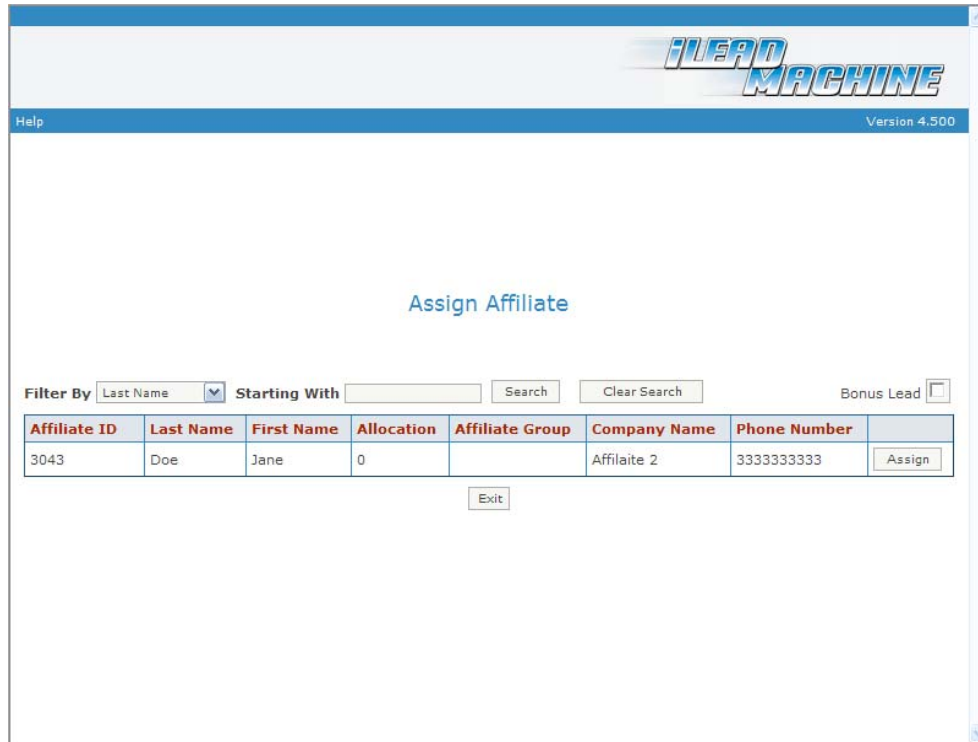 iLEAD
MACHINE
Help Version 4.500
Assign Affiliate
Filter By Last Name Starting With Search Clear Search Bonus Lead
Affiliate ID Last Name First Name Allocation Affiliate Group Company Name Phone Number
3043 Doe Jane 0 Affilaite 2 3333333333 Assign
Exit